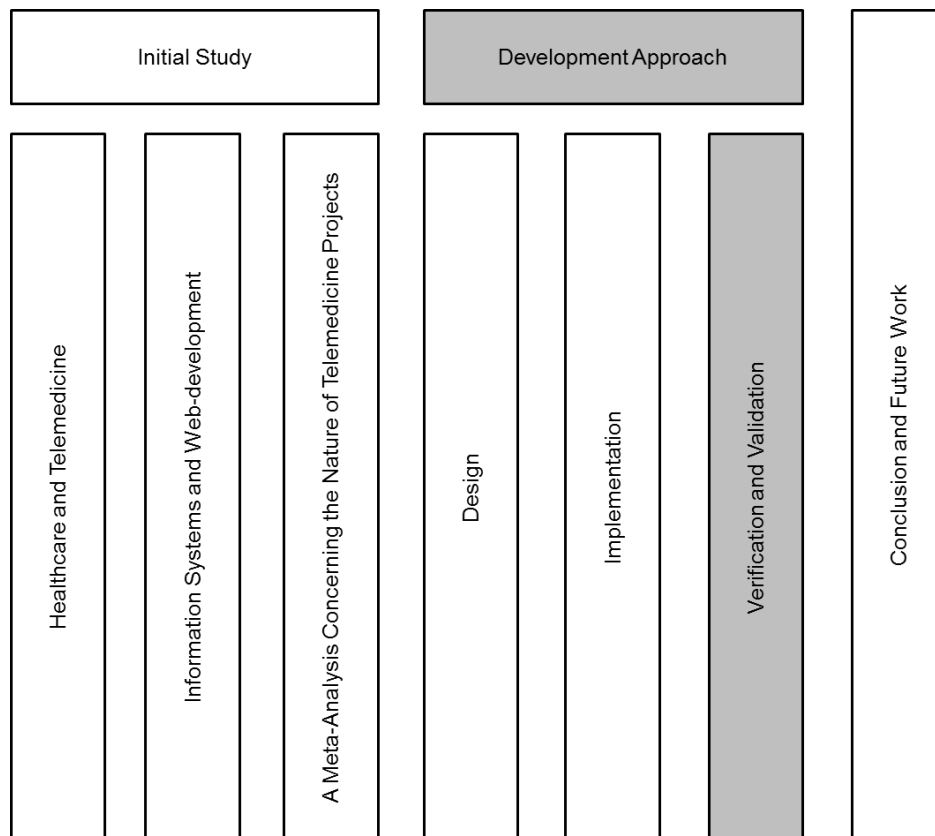 Initial Study
Development Approach
Healthcare and Telemedicine
Information Systems and Web-development
A Meta-Analysis Concerning the Nature of Telemedicine Projects
Design
Implementation
Verification and Validation
Conclusion and Future Work